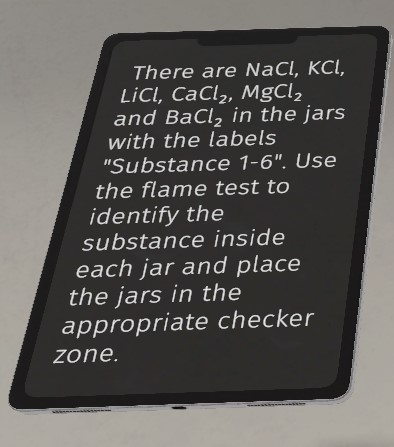 There are NaCl, KCl,
LiCl, CaCl₂, MgCl₂
and BaCl₂ in the jars
with the labels
"Substance 1-6". Use
the flame test to
identify the
substance inside
each jar and place
the jars in the
appropriate checker
zone.